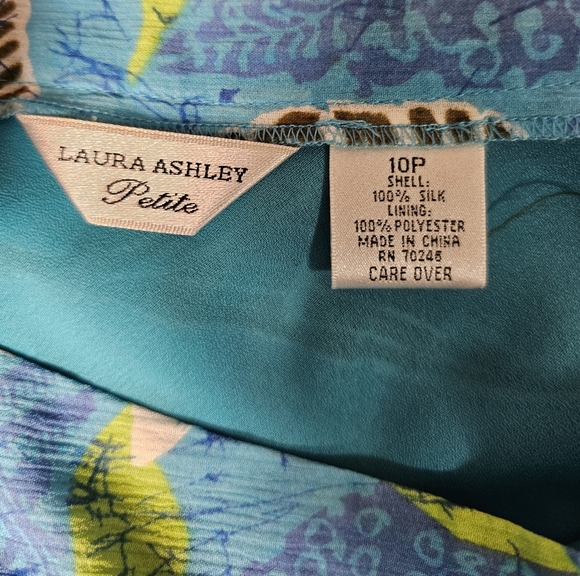 LAURA ASHLEY
Petite
10P
SHELL:
100% SILK
LINING:
100% POLYESTER
MADE IN CHINA
RN 70246
CARE OVER